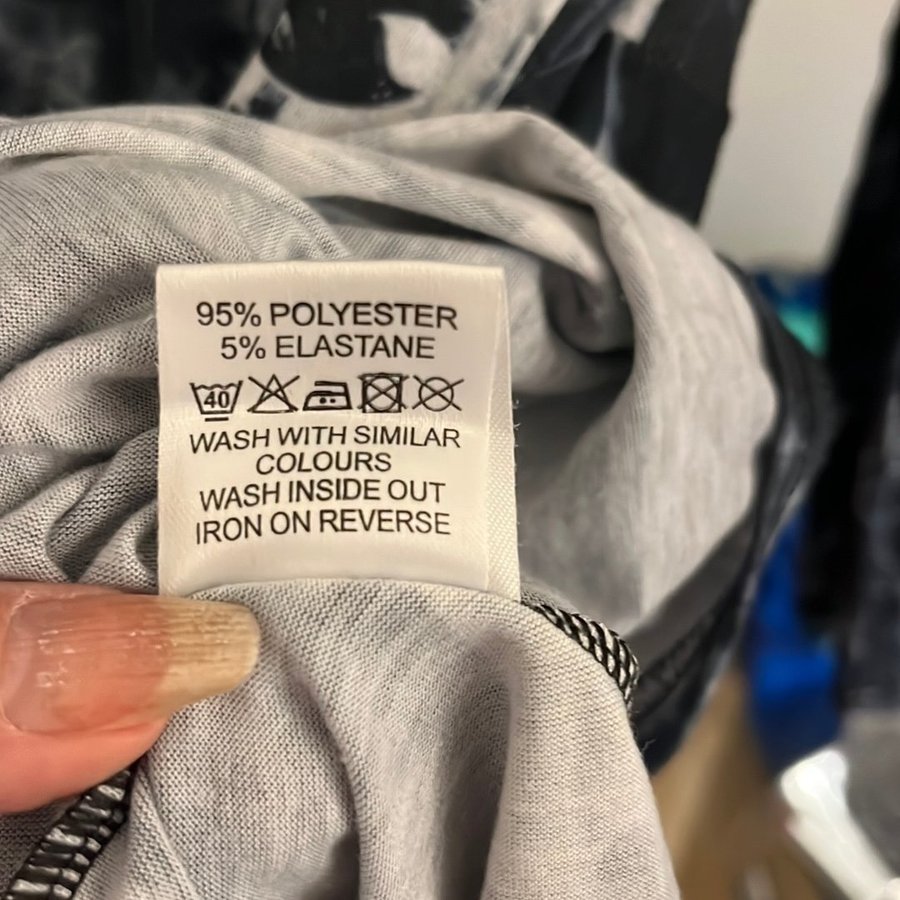 95% POLYESTER
5% ELASTANE
40
WASH WITH SIMILAR
COLOURS
WASH INSIDE OUT
IRON ON REVERSE